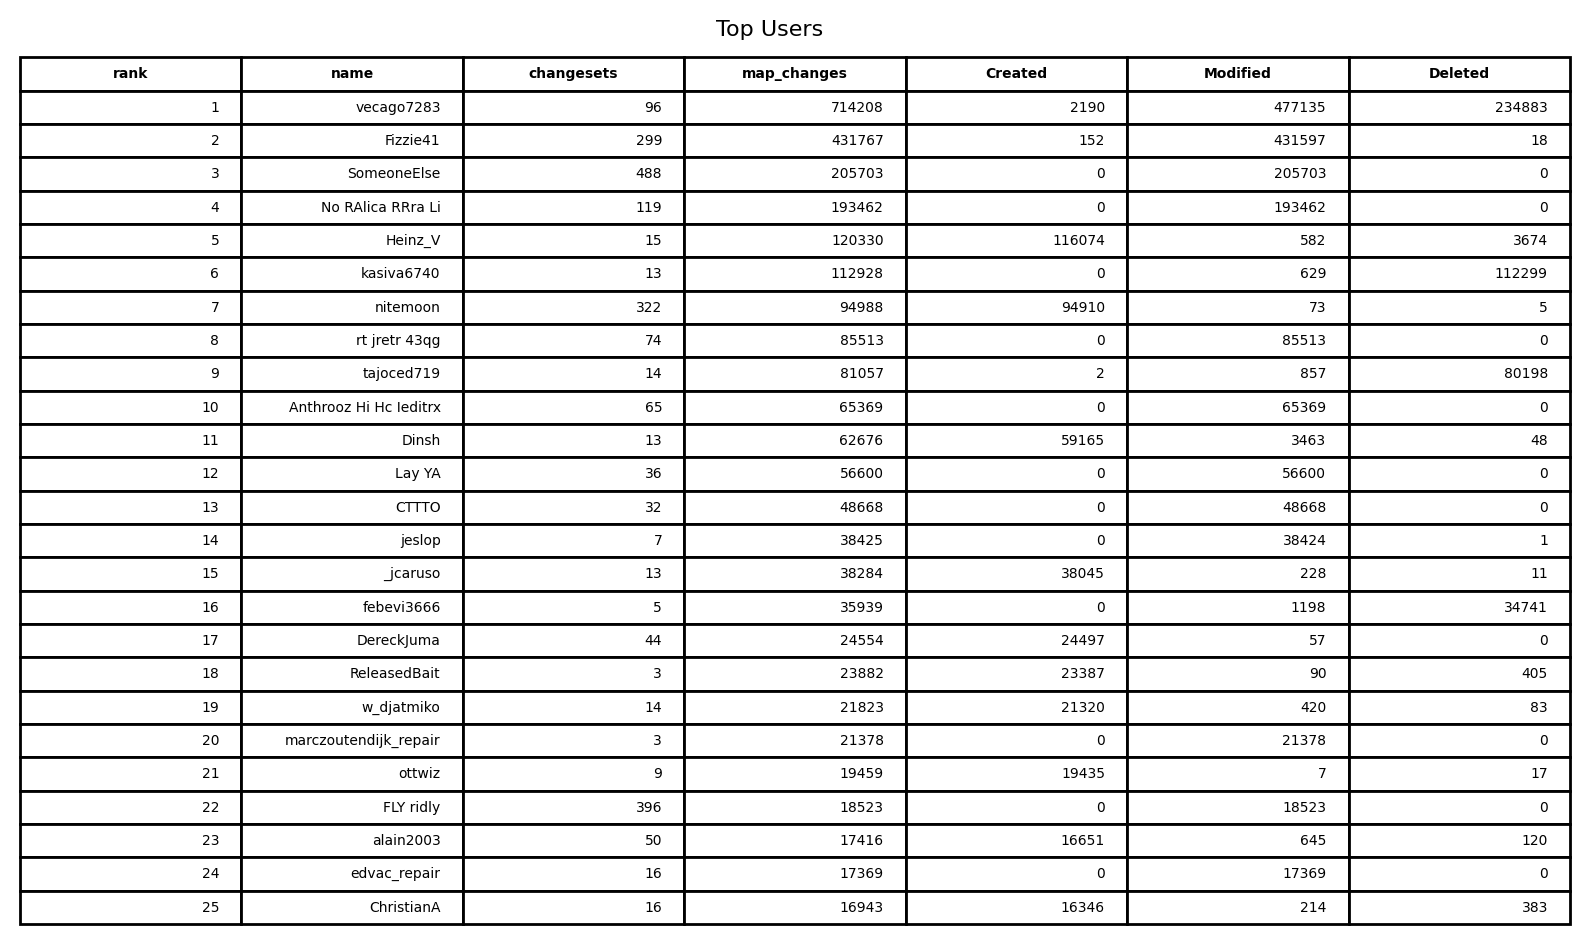 Top Users
rank name changesets map_changes Created Modified Deleted
1 vecago7283 96 714208 2190 477135 234883
2 Fizzie41 299 431767 152 431597 18
3 SomeoneElse 488 205703 0 205703 0
4 No RAlica RRra Li 119 193462 0 193462 0
5 Heinz_V 15 120330 116074 582 3674
6 kasiva6740 13 112928 0 629 112299
7 nitemoon 322 94988 94910 73 5
8 rt jretr 43qg 74 85513 0 85513 0
9 tajoced719 14 81057 2 857 80198
10 Anthrooz Hi Hc Ieditrx 65 65369 0 65369 0
11 Dinsh 13 62676 59165 3463 48
12 Lay YA 36 56600 0 56600 0
13 CTTTO 32 48668 0 48668 0
14 jeslop 7 38425 0 38424 1
15 _jcaruso 13 38284 38045 228 11
16 febevi3666 5 35939 0 1198 34741
17 DereckJuma 44 24554 24497 57 0
18 ReleasedBait 3 23882 23387 90 405
19 w_djatmiko 14 21823 21320 420 83
20 marczoutendijk_repair 3 21378 0 21378 0
21 ottwiz 9 19459 19435 7 17
22 FLY ridly 396 18523 0 18523 0
23 alain2003 50 17416 16651 645 120
24 edvac_repair 16 17369 0 17369 0
25 ChristianA 16 16943 16346 214 383